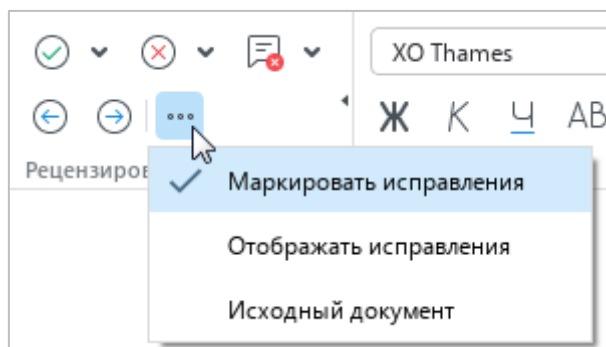 XO Thames
Ж К Ч АВ
Рецензиров
Маркировать исправления
Отображать исправления
Исходный документ